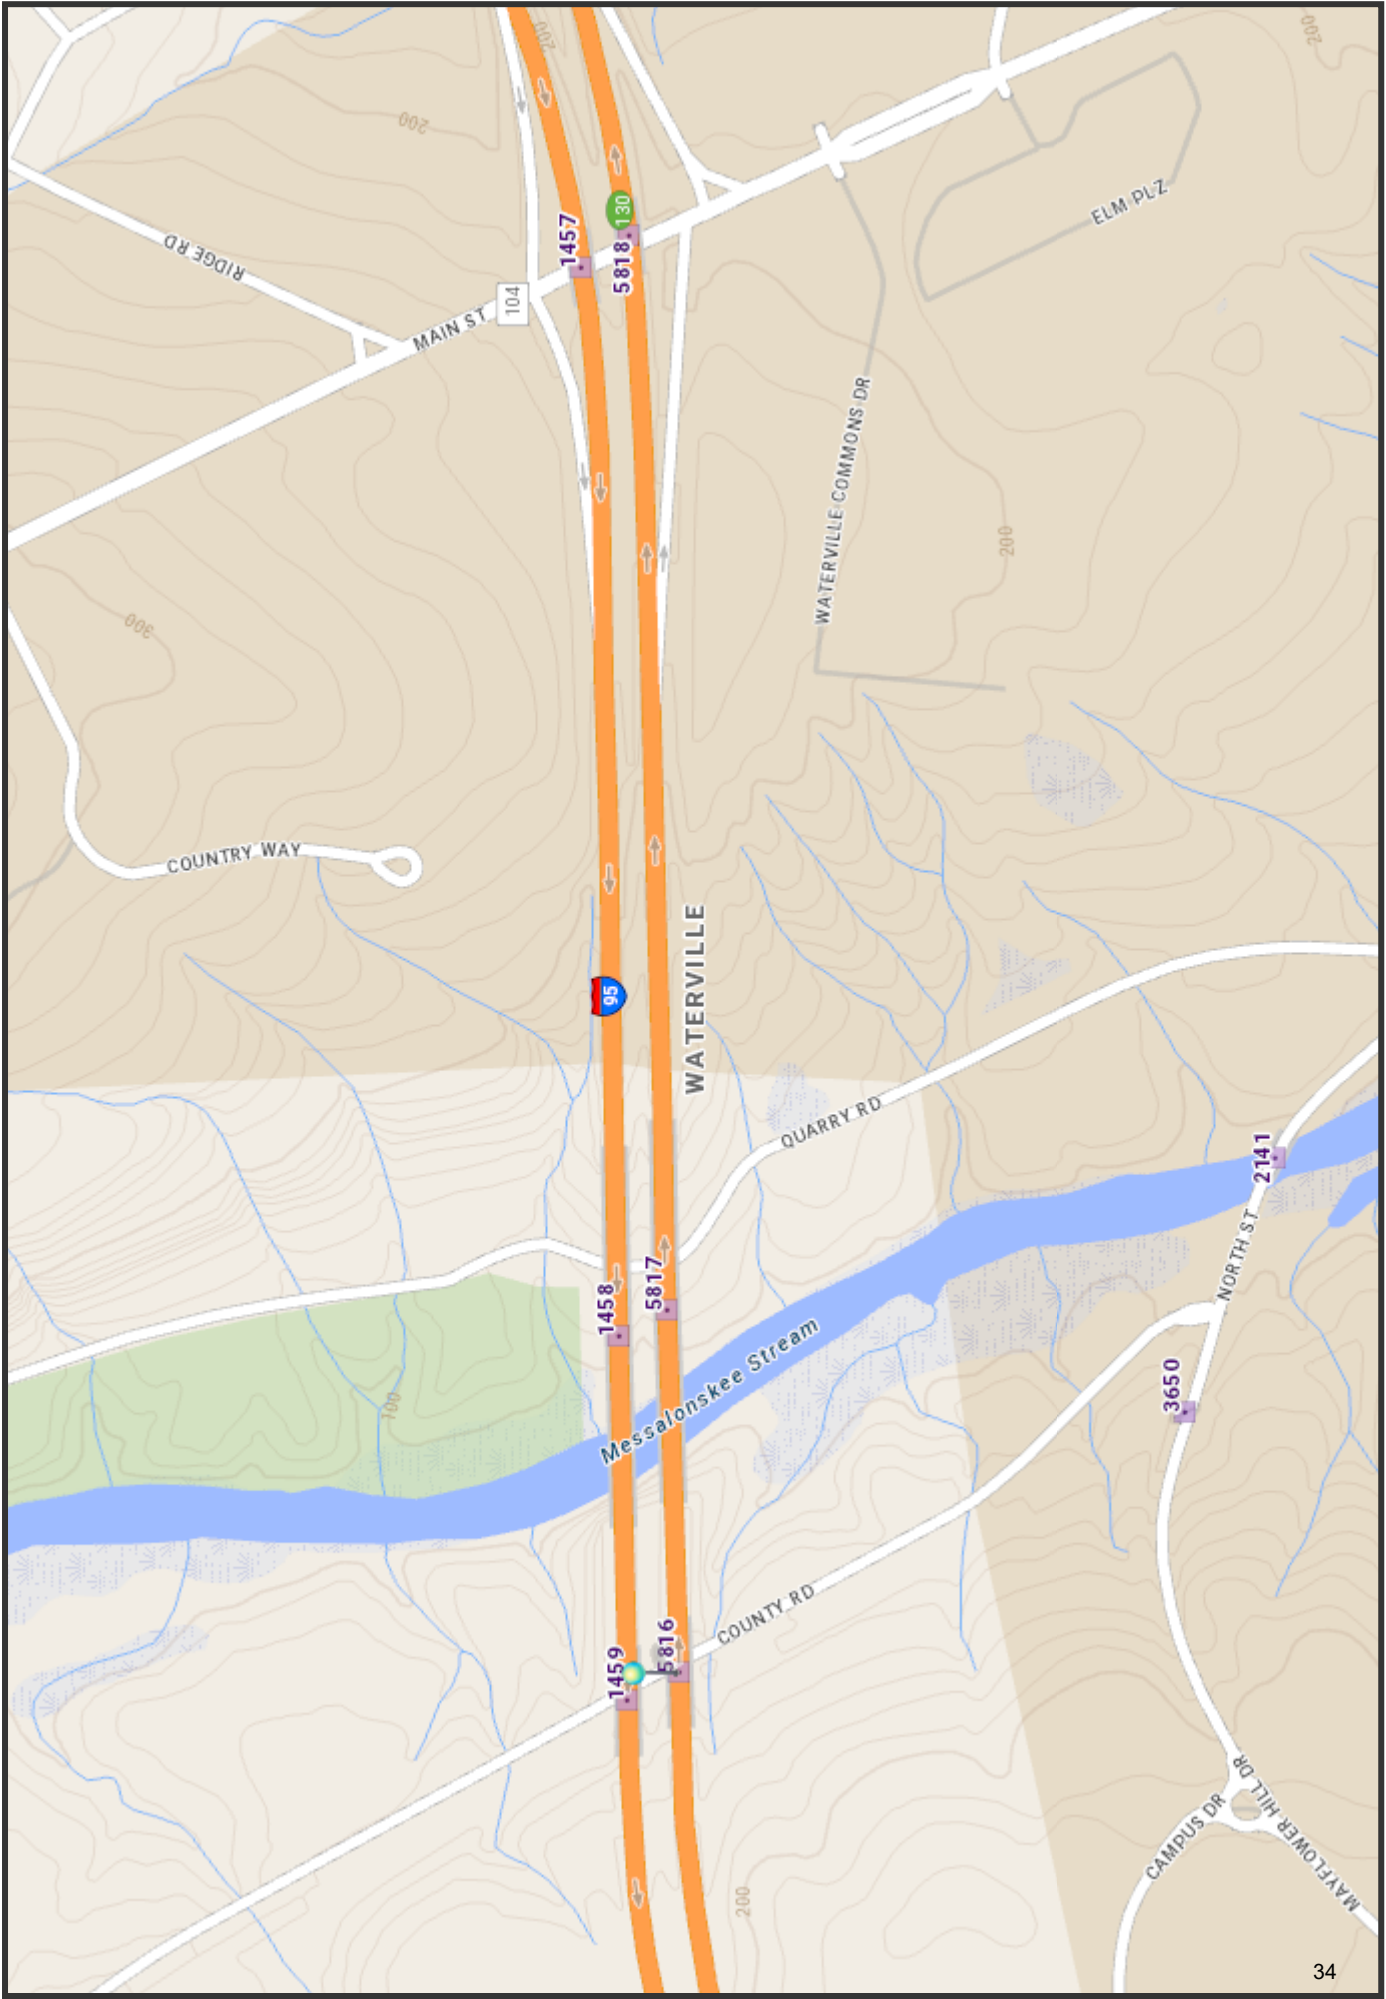 200
200
200
1457
130
5818
RIDGE RD
104
MAIN ST
ELM PLZ
WATERVILLE COMMONS DR
200
300
COUNTRY WAY
95
WATERVILLE
QUARRY RD
2141
NORTH ST
1458
5817
Messalonskee Stream
100
3650
COUNTY RD
1459
5816
200
CAMPUS DR
MAYFLOWER HILL DR
34